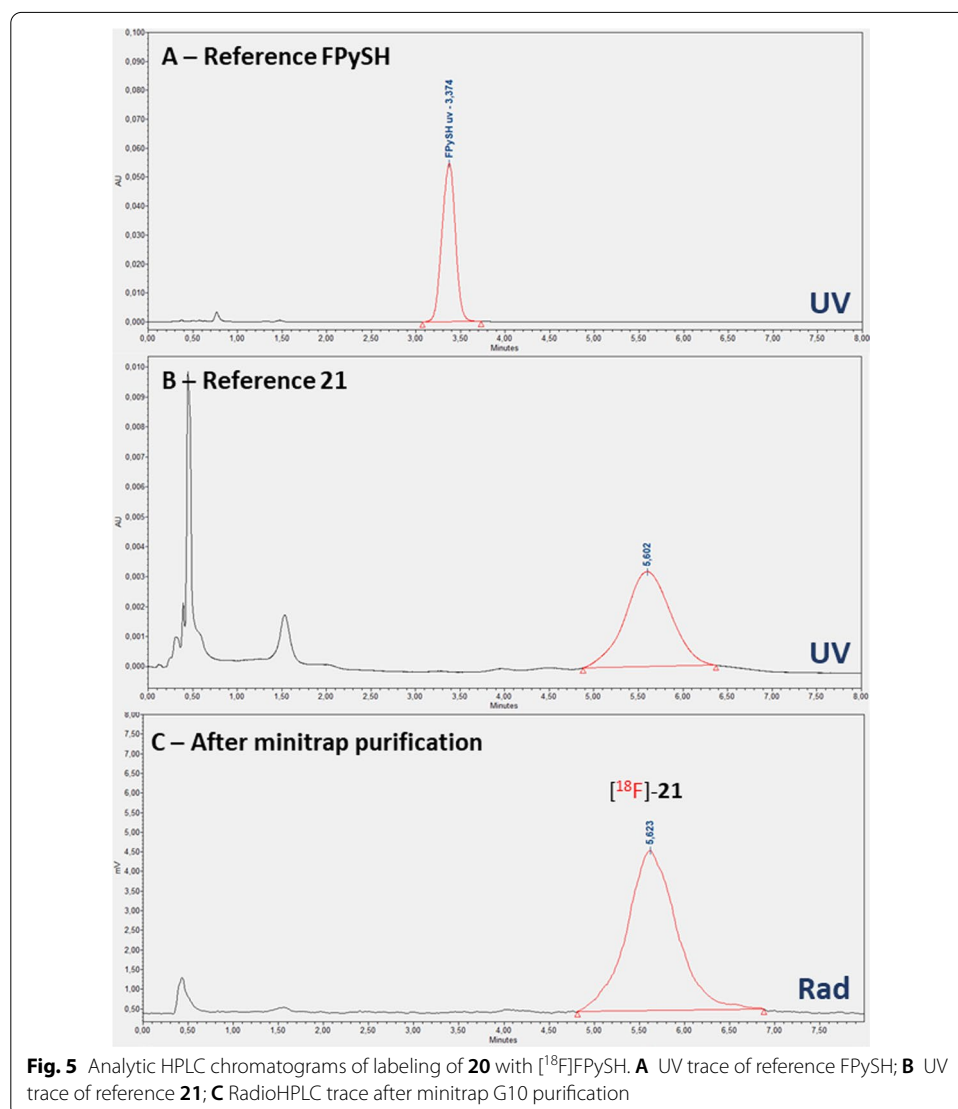 A – Reference FPySH
0,100
0,090
0,080
0,070
0,060
0,050
0,040
0,030
0,020
0,010
0,000
AU
FPySH uv - 3,374
UV
0,00 0,50 1,00 1,50 2,00 2,50 3,00 3,50 4,00 4,50 5,00 5,50 6,00 6,50 7,00 7,50 8,00
Minutes
B – Reference 21
0,010
0,009
0,008
0,007
0,006
0,005
0,004
0,003
0,002
0,001
0,000
AU
5,602
UV
0,00 0,50 1,00 1,50 2,00 2,50 3,00 3,50 4,00 4,50 5,00 5,50 6,00 6,50 7,00 7,50 8,00
Minutes
C – After minitrap purification
8,00
7,50
7,00
6,50
6,00
5,50
5,00
4,50
4,00
3,50
3,00
2,50
2,00
1,50
1,00
0,50
mV
[18F]-21
5,623
Rad
0,00 0,50 1,00 1,50 2,00 2,50 3,00 3,50 4,00 4,50 5,00 5,50 6,00 6,50 7,00 7,50
Minutes
Fig. 5 Analytic HPLC chromatograms of labeling of 20 with [18F]FPySH. A UV trace of reference FPySH; B UV
trace of reference 21; C RadioHPLC trace after minitrap G10 purification